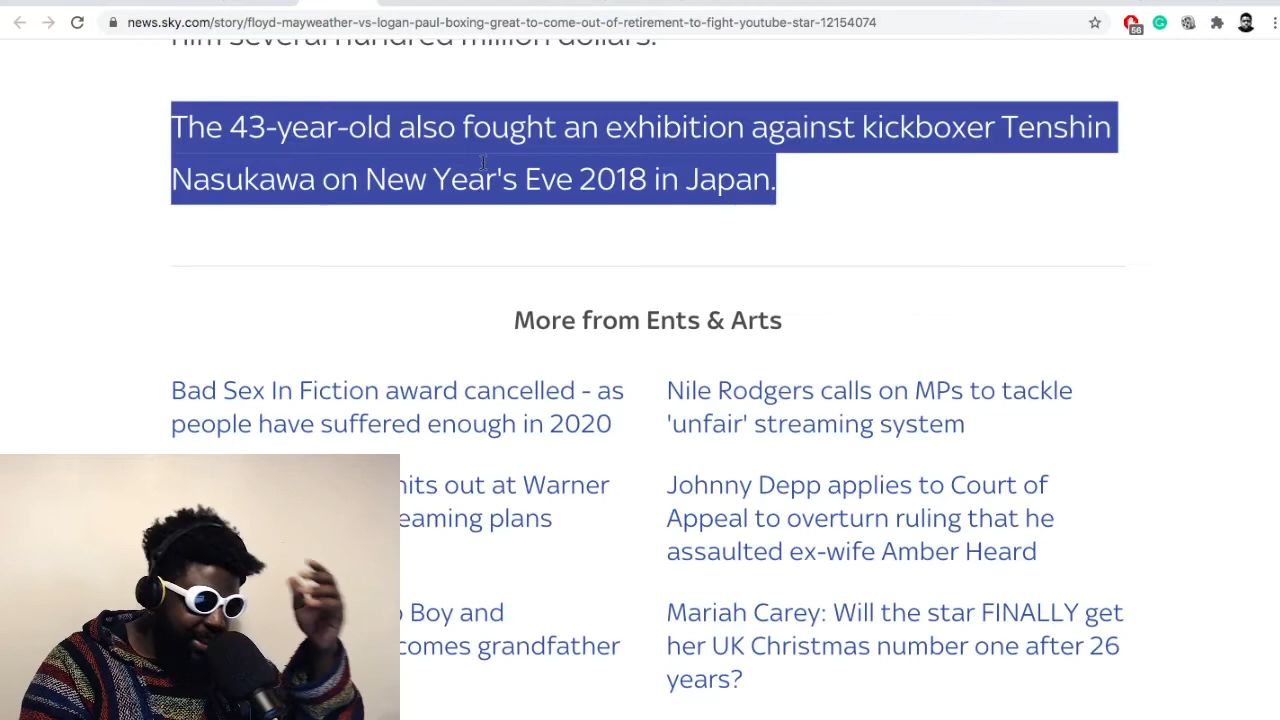 news.sky.com/story/floyd-mayweather-vs-logan-paul-boxing-great-to-come-out-of-retirement-to-fight-youtube-star-12154074
56
him several hundred million dollars.
The 43-year-old also fought an exhibition against kickboxer Tenshin
Nasukawa on New Year's Eve 2018 in Japan.
More from Ents & Arts
Bad Sex In Fiction award cancelled - as
people have suffered enough in 2020
Nile Rodgers calls on MPs to tackle
'unfair' streaming system
hits out at Warner
plans
Johnny Depp applies to Court of
Appeal to overturn ruling that he
assaulted ex-wife Amber Heard
Boy and
grandfather
Mariah Carey: Will the star FINALLY get
her UK Christmas number one after 26
years?